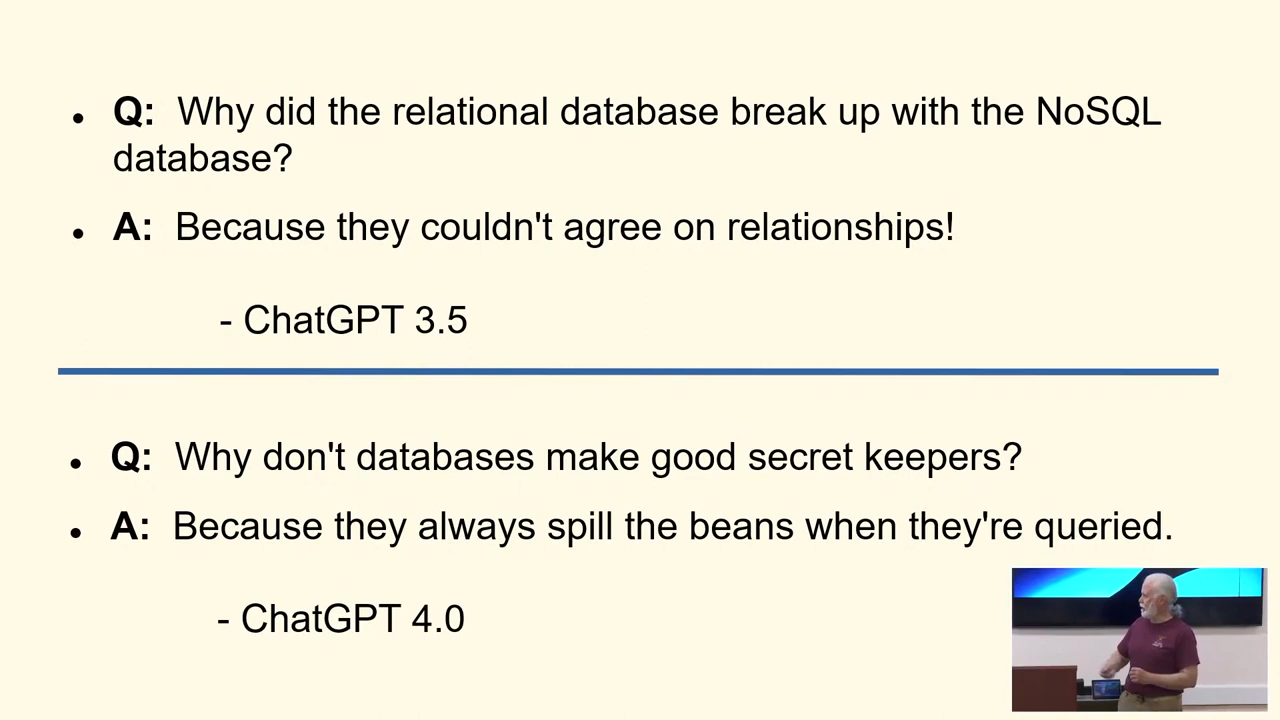 • Q: Why did the relational database break up with the NoSQL
database?
• A: Because they couldn't agree on relationships!
- ChatGPT 3.5
• Q: Why don't databases make good secret keepers?
• A: Because they always spill the beans when they're queried.
- ChatGPT 4.0